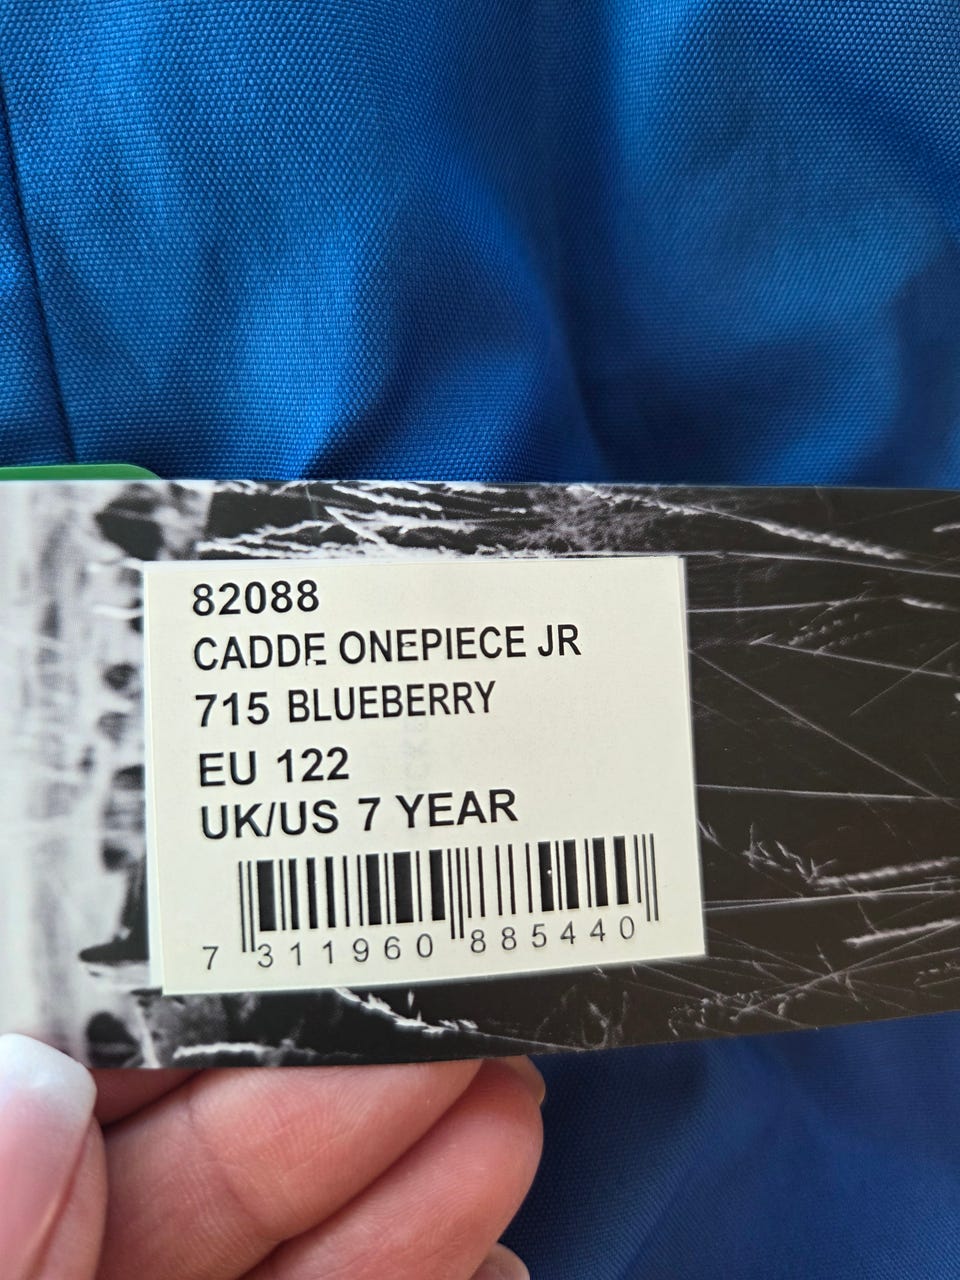 82088
CADDE ONEPIECE JR
715 BLUEBERRY
EU 122
UK/US 7 YEAR
7 311960 885440